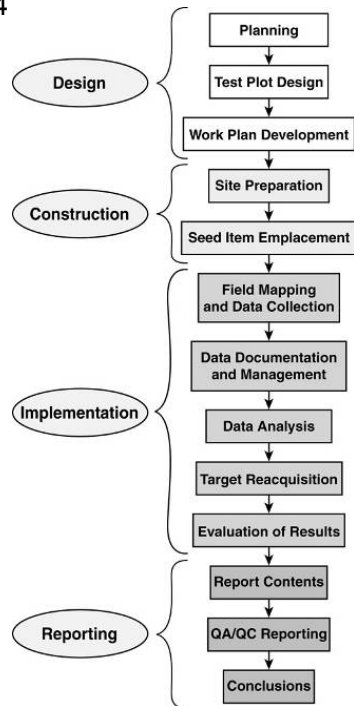 4
Planning
Design
Test Plot Design
Work Plan Development
Site Preparation
Construction
Seed Item Emplacement
Field Mapping
and Data Collection
Data Documentation
and Management
Implementation
Data Analysis
Target Reacquisition
Evaluation of Results
Report Contents
Reporting
QA/QC Reporting
Conclusions